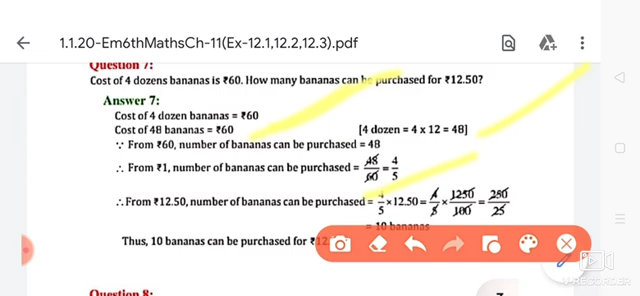 1.1.20-Em6thMathsCh-11(Ex-12.1,12.2,12.3).pdf
Question 7:
Cost of 4 dozens bananas is ₹60. How many bananas can be purchased for ₹12.50?
Answer 7:
Cost of 4 dozen bananas = ₹60
Cost of 48 bananas = ₹60 [4 dozen = 4 x 12 = 48]
∵ From ₹60, number of bananas can be purchased = 48
∴ From ₹1, number of bananas can be purchased = 48/60 = 4/5
∴ From ₹12.50, number of bananas can be purchased = 4/5 × 12.50 = 4/5 × 1250/100 = 250/25
= 10 bananas
Thus, 10 bananas can be purchased for ₹12
Question 8:
V RECORDER